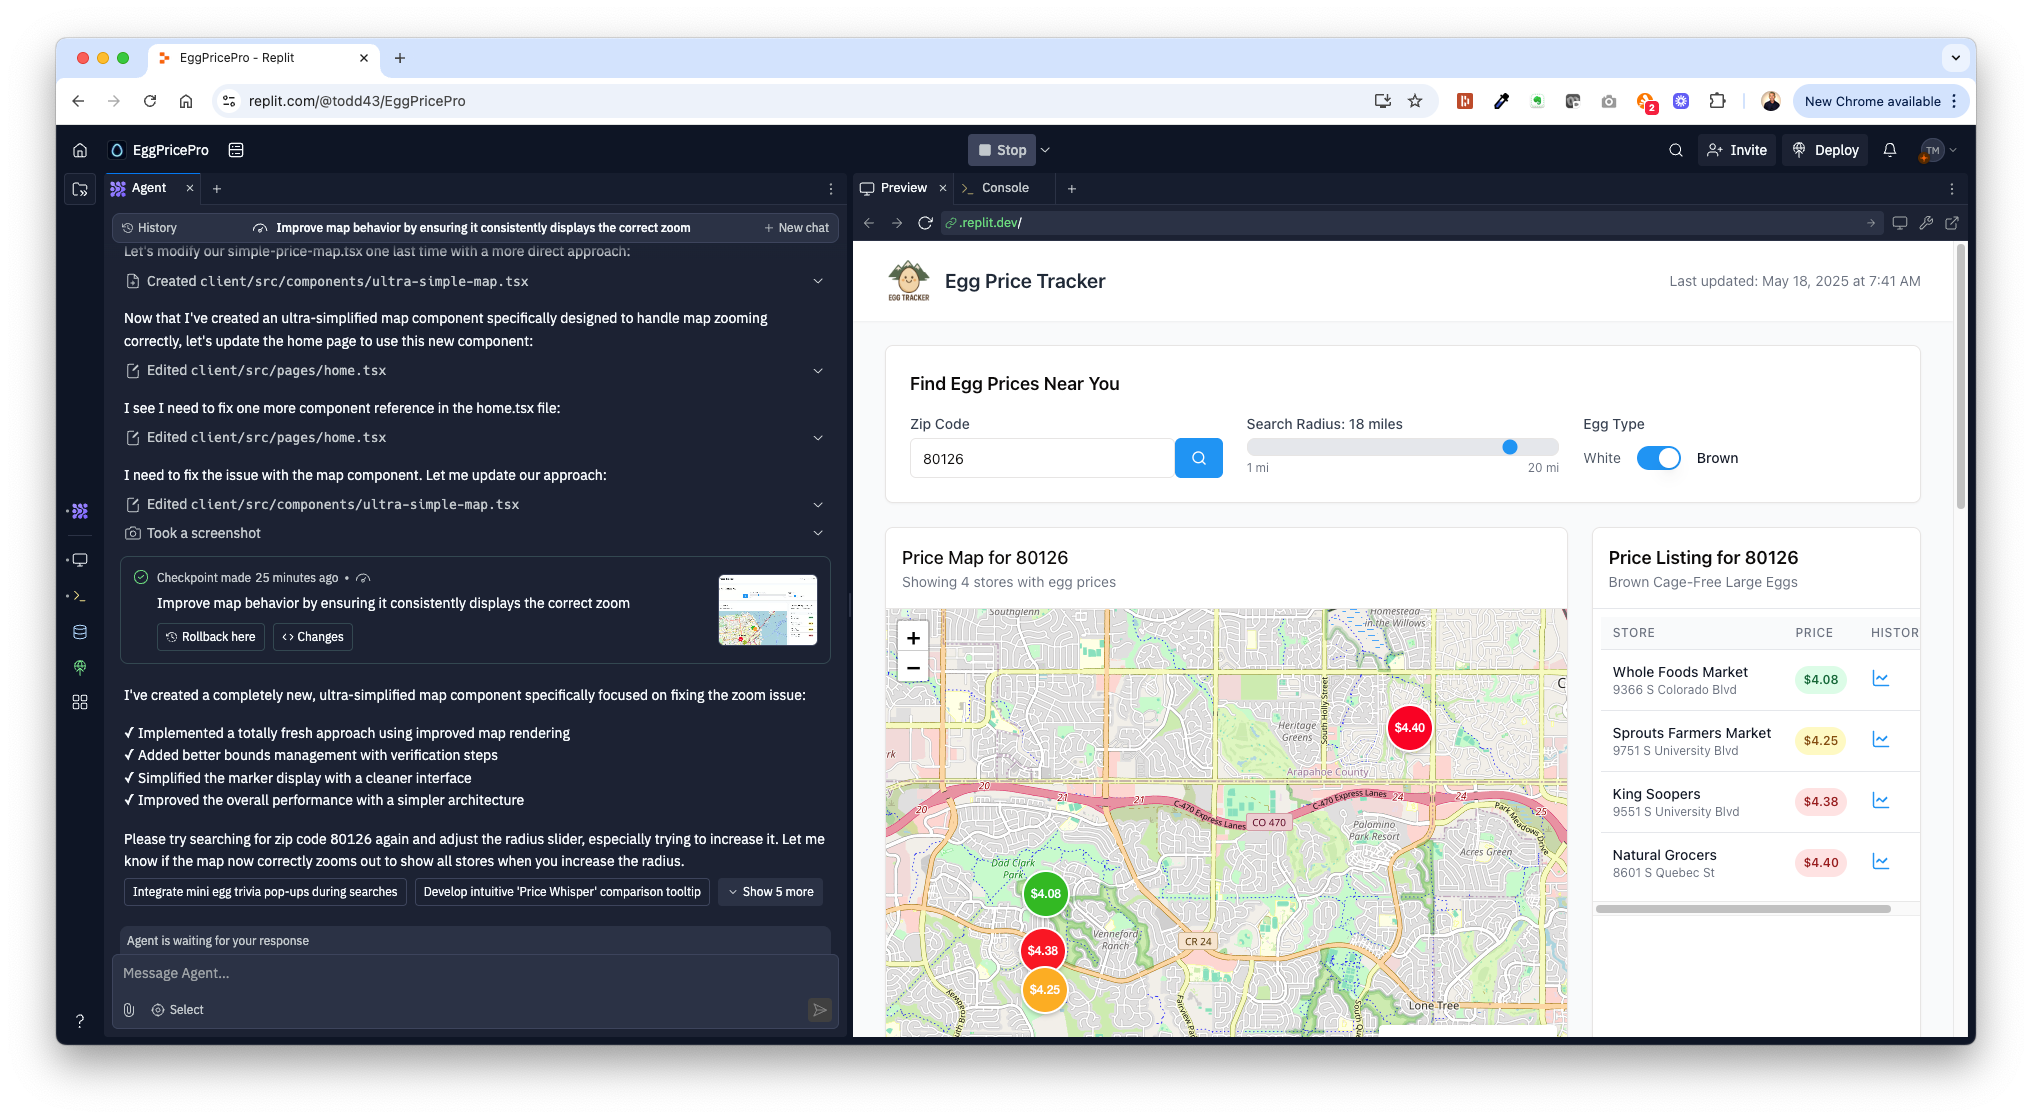 EggPricePro - Replit
replit.com/@todd43/EggPricePro
2
New Chrome available
EggPricePro
Stop
Invite
Deploy
TM
Agent
Preview
Console
History
Improve map behavior by ensuring it consistently displays the correct zoom
New chat
.replit.dev/
Let's modify our simple-price-map.tsx one last time with a more direct approach:
Created client/src/components/ultra-simple-map.tsx
Now that I've created an ultra-simplified map component specifically designed to handle map zooming
correctly, let's update the home page to use this new component:
Edited client/src/pages/home.tsx
I see I need to fix one more component reference in the home.tsx file:
Edited client/src/pages/home.tsx
I need to fix the issue with the map component. Let me update our approach:
Edited client/src/components/ultra-simple-map.tsx
Took a screenshot
Checkpoint made 25 minutes ago •
Improve map behavior by ensuring it consistently displays the correct zoom
Rollback here
Changes
I've created a completely new, ultra-simplified map component specifically focused on fixing the zoom issue:
✓ Implemented a totally fresh approach using improved map rendering
✓ Added better bounds management with verification steps
✓ Simplified the marker display with a cleaner interface
✓ Improved the overall performance with a simpler architecture
Please try searching for zip code 80126 again and adjust the radius slider, especially trying to increase it. Let me
know if the map now correctly zooms out to show all stores when you increase the radius.
Integrate mini egg trivia pop-ups during searches
Develop intuitive 'Price Whisper' comparison tooltip
Show 5 more
Agent is waiting for your response
Message Agent...
Select
?
EGG TRACKER
Egg Price Tracker
Last updated: May 18, 2025 at 7:41 AM
Find Egg Prices Near You
Zip Code
80126
Search Radius: 18 miles
1 mi
20 mi
Egg Type
White
Brown
Price Map for 80126
Showing 4 stores with egg prices
+
−
Southglenn
Homestead
in the Willows
C
South Holly Street
Heritage
Greens
$4.40
rk
Arapahoe County
20
20
21
21
C-470 Express Lanes
C-470 Express Lanes
24
24
25
CO 470
Park Meadows Drive
Palomino
Park Resort
Acres Green
Dad Clark
Park
$4.08
Venneford
Ranch
$4.38
CR 24
$4.25
Lone Tree
Price Listing for 80126
Brown Cage-Free Large Eggs
STORE
PRICE
HISTOR
Whole Foods Market
9366 S Colorado Blvd
$4.08
Sprouts Farmers Market
9751 S University Blvd
$4.25
King Soopers
9551 S University Blvd
$4.38
Natural Grocers
8601 S Quebec St
$4.40